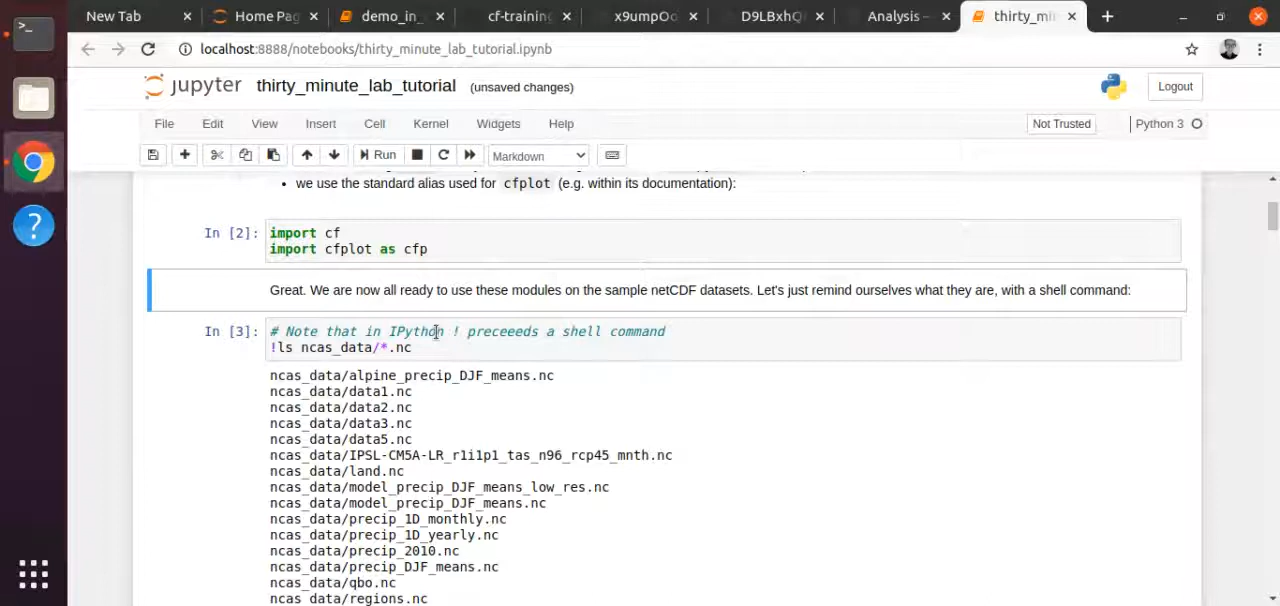 New Tab
Home Pag
demo_in_
cf-training
x9umpOo
D9LBxhQ
Analysis –
thirty_min
localhost:8888/notebooks/thirty_minute_lab_tutorial.ipynb
jupyter thirty_minute_lab_tutorial (unsaved changes)
Logout
File Edit View Insert Cell Kernel Widgets Help
Not Trusted
Python 3
Run
Markdown
• we use the standard alias used for cfplot (e.g. within its documentation):
In [2]: import cf
import cfplot as cfp
Great. We are now all ready to use these modules on the sample netCDF datasets. Let's just remind ourselves what they are, with a shell command:
In [3]: # Note that in IPython ! preceeeds a shell command
!ls ncas_data/*.nc
ncas_data/alpine_precip_DJF_means.nc
ncas_data/data1.nc
ncas_data/data2.nc
ncas_data/data3.nc
ncas_data/data5.nc
ncas_data/IPSL-CM5A-LR_r1i1p1_tas_n96_rcp45_mnth.nc
ncas_data/land.nc
ncas_data/model_precip_DJF_means_low_res.nc
ncas_data/model_precip_DJF_means.nc
ncas_data/precip_1D_monthly.nc
ncas_data/precip_1D_yearly.nc
ncas_data/precip_2010.nc
ncas_data/precip_DJF_means.nc
ncas_data/qbo.nc
ncas_data/regions.nc